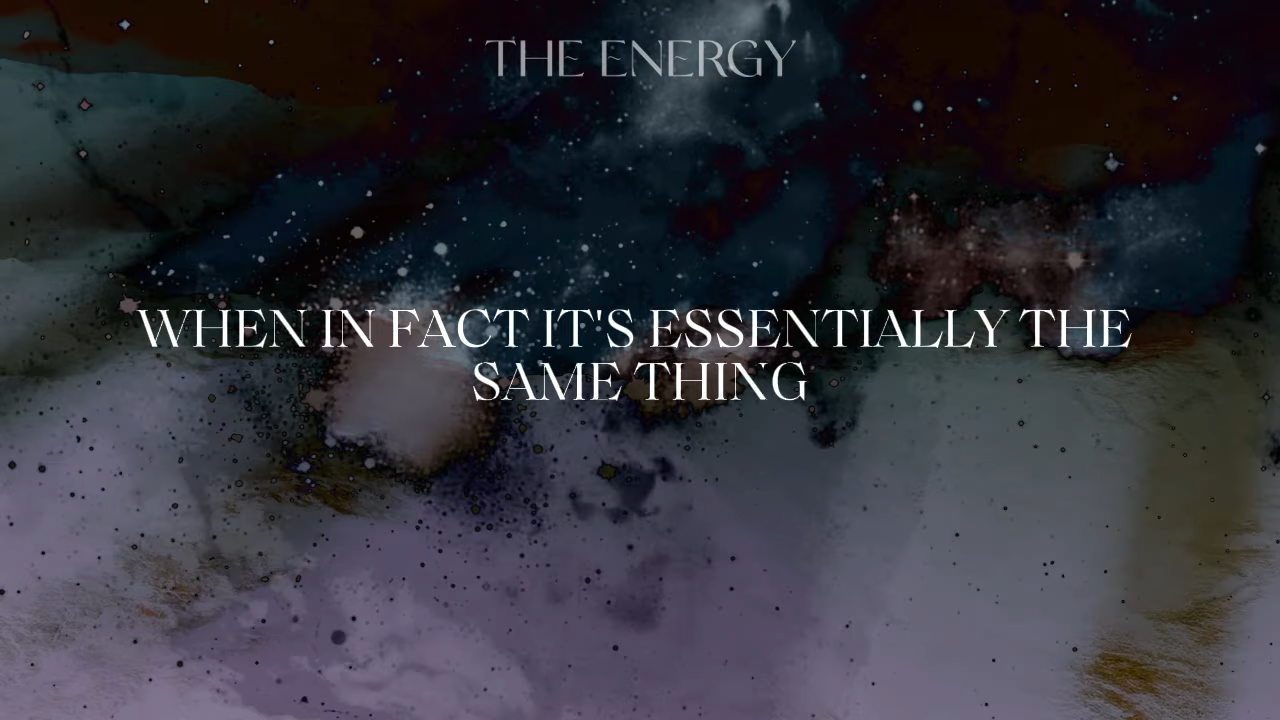 THE ENERGY
WHEN IN FACT IT'S ESSENTIALLY THE
SAME THING